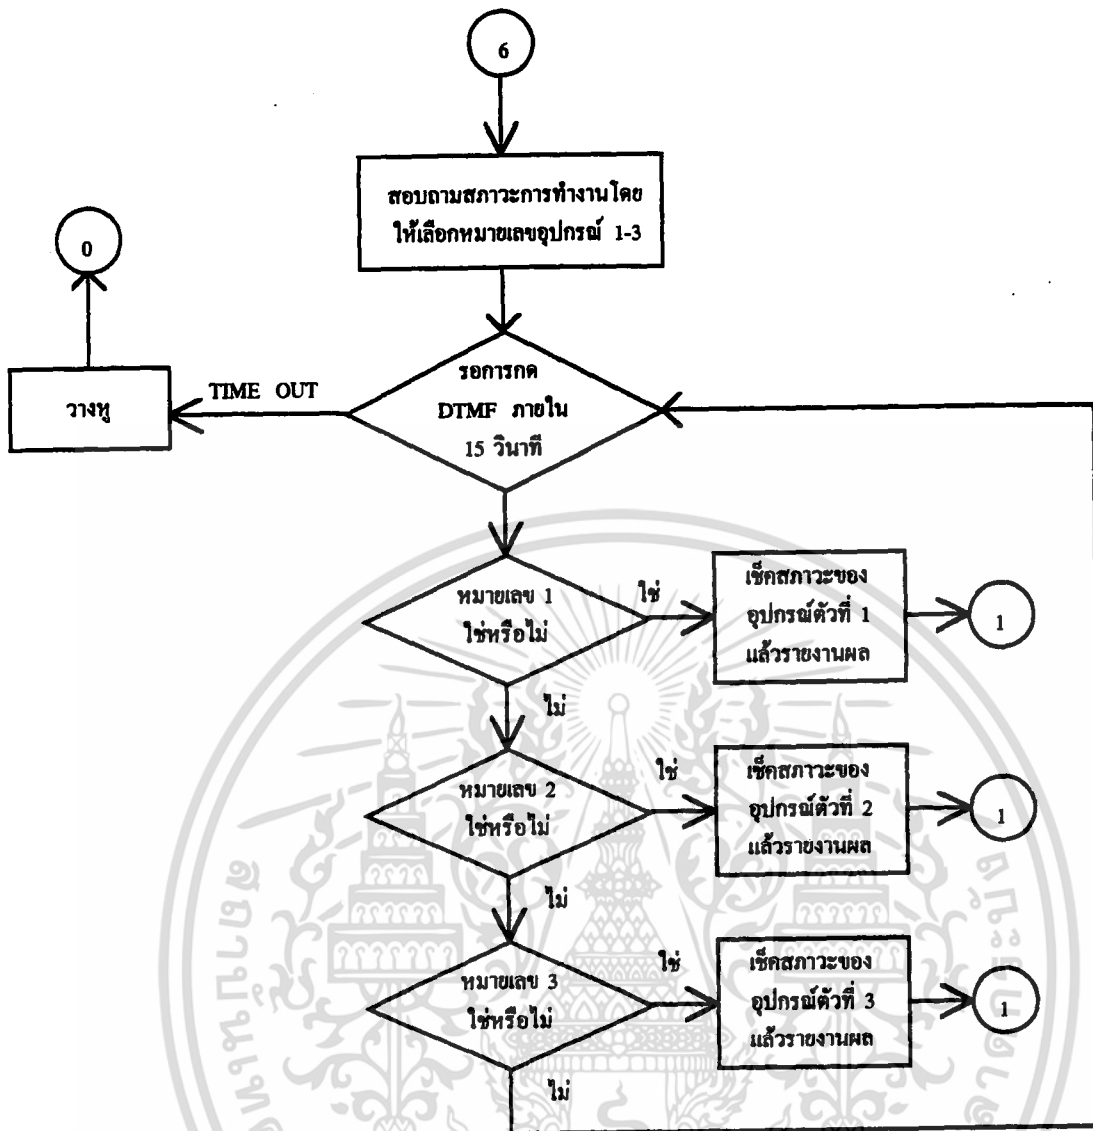 6
สอบถามสภาวะการทำงานโดย
ให้เลือกหมายเลขอุปกรณ์ 1-3
0
วางหู
TIME OUT
รอการกด
DTMF ภายใน
15 วินาที
หมายเลข 1
ใช่หรือไม่
ใช่
เช็คสภาวะของ
อุปกรณ์ตัวที่ 1
แล้วรายงานผล
1
ไม่
หมายเลข 2
ใช่หรือไม่
ใช่
เช็คสภาวะของ
อุปกรณ์ตัวที่ 2
แล้วรายงานผล
1
ไม่
หมายเลข 3
ใช่หรือไม่
ใช่
เช็คสภาวะของ
อุปกรณ์ตัวที่ 3
แล้วรายงานผล
1
ไม่